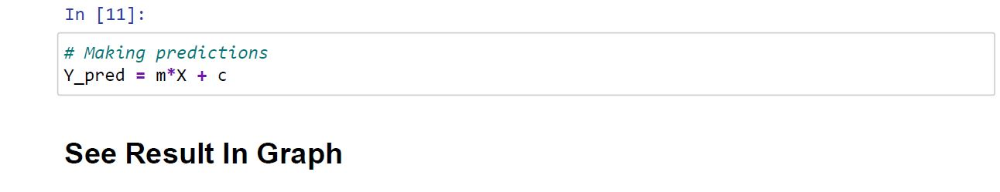 In [11]:
# Making predictions
Y_pred = m*X + c
See Result In Graph